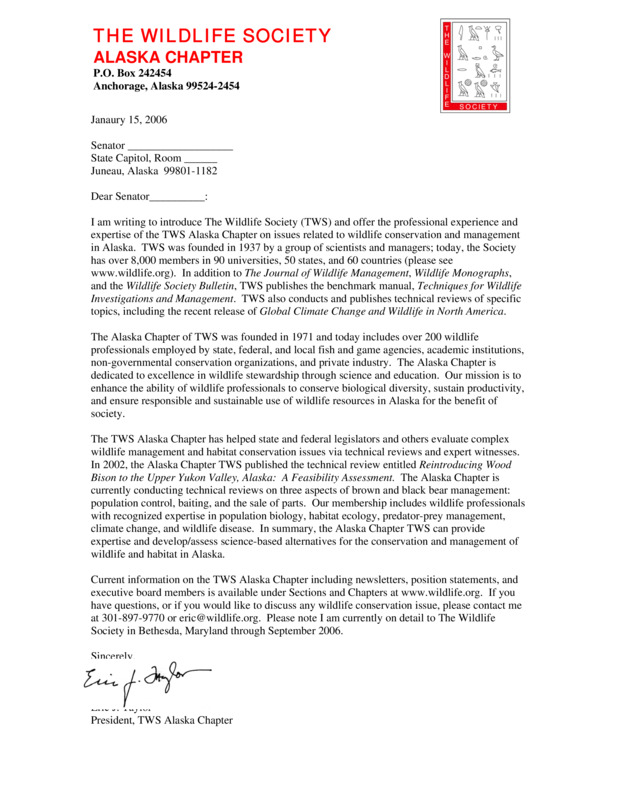 THE WILDLIFE SOCIETY
ALASKA CHAPTER
P.O. Box 242454
Anchorage, Alaska 99524-2454
THE WILDLIFE
SOCIETY
Janaury 15, 2006
Senator ___________________
State Capitol, Room ______
Juneau, Alaska 99801-1182
Dear Senator__________:
I am writing to introduce The Wildlife Society (TWS) and offer the professional experience and
expertise of the TWS Alaska Chapter on issues related to wildlife conservation and management
in Alaska. TWS was founded in 1937 by a group of scientists and managers; today, the Society
has over 8,000 members in 90 universities, 50 states, and 60 countries (please see
www.wildlife.org). In addition to The Journal of Wildlife Management, Wildlife Monographs,
and the Wildlife Society Bulletin, TWS publishes the benchmark manual, Techniques for Wildlife
Investigations and Management. TWS also conducts and publishes technical reviews of specific
topics, including the recent release of Global Climate Change and Wildlife in North America.
The Alaska Chapter of TWS was founded in 1971 and today includes over 200 wildlife
professionals employed by state, federal, and local fish and game agencies, academic institutions,
non-governmental conservation organizations, and private industry. The Alaska Chapter is
dedicated to excellence in wildlife stewardship through science and education. Our mission is to
enhance the ability of wildlife professionals to conserve biological diversity, sustain productivity,
and ensure responsible and sustainable use of wildlife resources in Alaska for the benefit of
society.
The TWS Alaska Chapter has helped state and federal legislators and others evaluate complex
wildlife management and habitat conservation issues via technical reviews and expert witnesses.
In 2002, the Alaska Chapter TWS published the technical review entitled Reintroducing Wood
Bison to the Upper Yukon Valley, Alaska: A Feasibility Assessment. The Alaska Chapter is
currently conducting technical reviews on three aspects of brown and black bear management:
population control, baiting, and the sale of parts. Our membership includes wildlife professionals
with recognized expertise in population biology, habitat ecology, predator-prey management,
climate change, and wildlife disease. In summary, the Alaska Chapter TWS can provide
expertise and develop/assess science-based alternatives for the conservation and management of
wildlife and habitat in Alaska.
Current information on the TWS Alaska Chapter including newsletters, position statements, and
executive board members is available under Sections and Chapters at www.wildlife.org. If you
have questions, or if you would like to discuss any wildlife conservation issue, please contact me
at 301-897-9770 or eric@wildlife.org. Please note I am currently on detail to The Wildlife
Society in Bethesda, Maryland through September 2006.
Sincerely
Eric J. Taylor
Eric J. Taylor
President, TWS Alaska Chapter